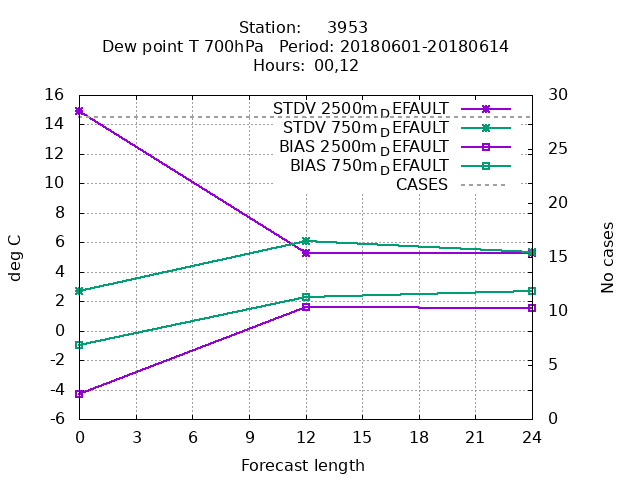 Station: 3953
Dew point T 700hPa Period: 20180601-20180614
Hours: 00,12
16 30
STDV 2500m_DEFAULT
14
STDV 750m_DEFAULT
12 25
BIAS 2500m_DEFAULT
BIAS 750m_DEFAULT
10 CASES
8 20
6 15
4
2 10
0
-2 5
-4
-6 0
deg C
No cases
0 3 6 9 12 15 18 21 24
Forecast length